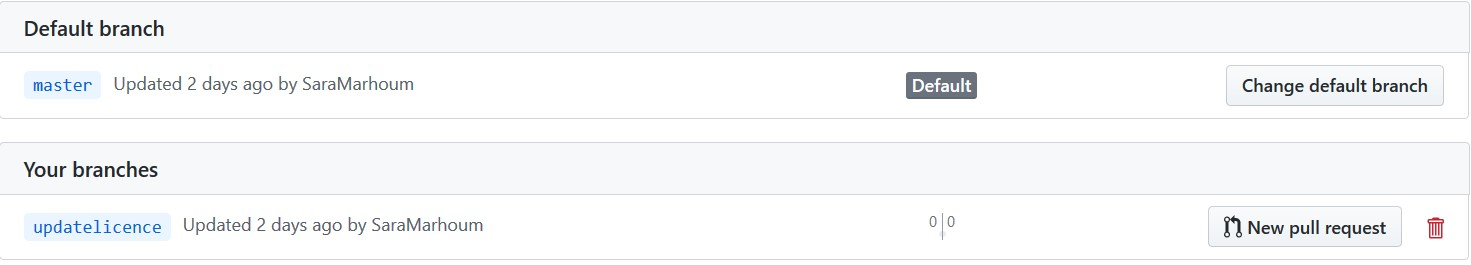 Default branch
master Updated 2 days ago by SaraMarhoum Default Change default branch
Your branches
updatelicence Updated 2 days ago by SaraMarhoum 0 0 New pull request